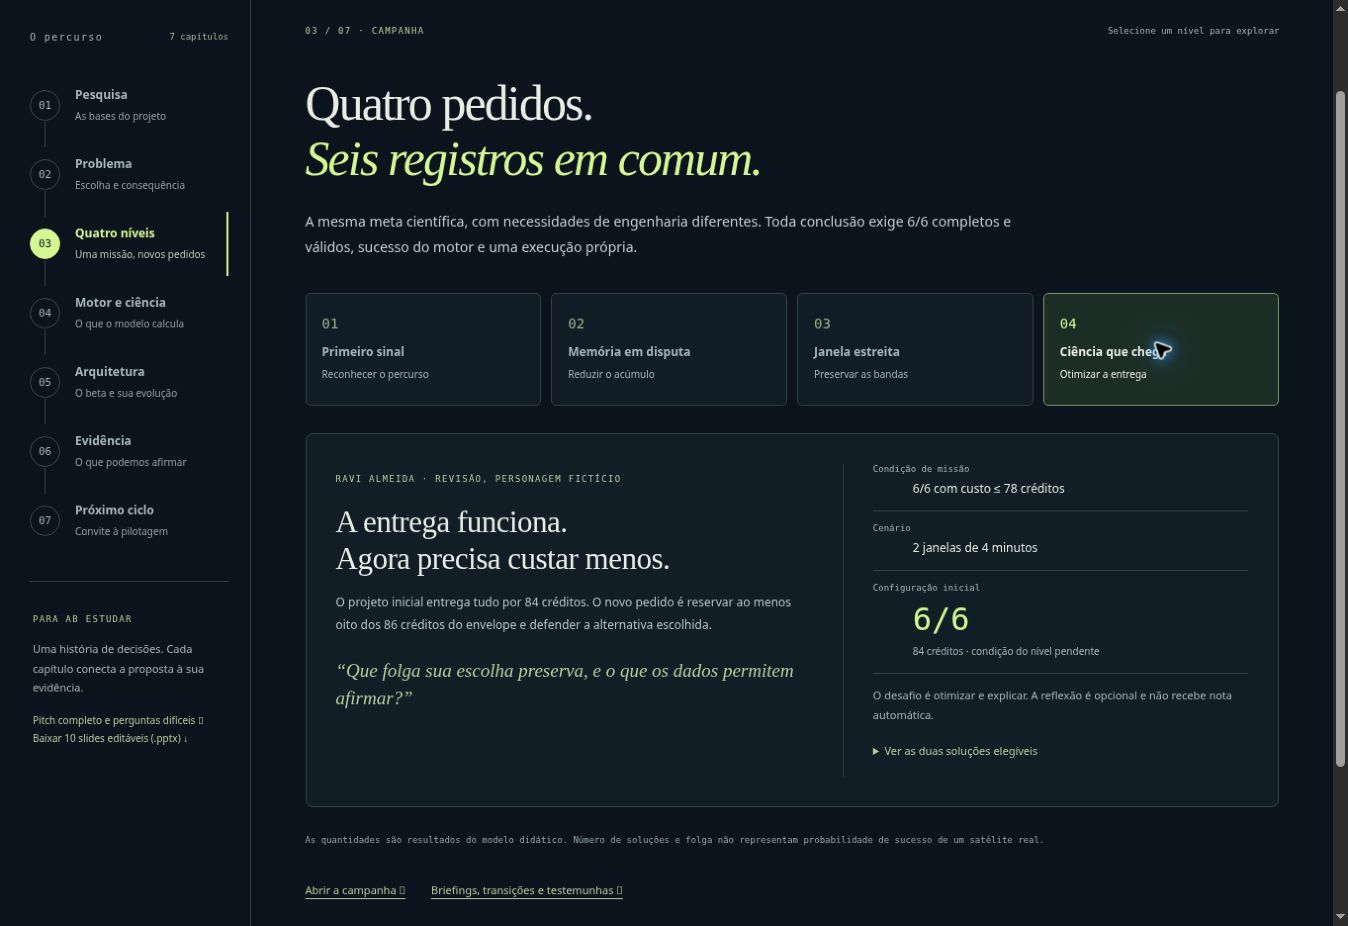 O percurso
7 capítulos
01
Pesquisa
As bases do projeto
02
Problema
Escolha e consequência
03
Quatro níveis
Uma missão, novos pedidos
04
Motor e ciência
O que o modelo calcula
05
Arquitetura
O beta e sua evolução
06
Evidência
O que podemos afirmar
07
Próximo ciclo
Convite à pilotagem
PARA AB ESTUDAR
Uma história de decisões. Cada
capítulo conecta a proposta à sua
evidência.
Pitch completo e perguntas difíceis
Baixar 10 slides editáveis (.pptx) ↓
03 / 07 · CAMPANHA
Selecione um nível para explorar
Quatro pedidos.
Seis registros em comum.
A mesma meta científica, com necessidades de engenharia diferentes. Toda conclusão exige 6/6 completos e
válidos, sucesso do motor e uma execução própria.
01
Primeiro sinal
Reconhecer o percurso
02
Memória em disputa
Reduzir o acúmulo
03
Janela estreita
Preservar as bandas
04
Ciência que
Otimizar a entrega
RAVI ALMEIDA · REVISÃO, PERSONAGEM FICTÍCIO
A entrega funciona.
Agora precisa custar menos.
O projeto inicial entrega tudo por 84 créditos. O novo pedido é reservar ao menos
oito dos 86 créditos do envelope e defender a alternativa escolhida.
“Que folga sua escolha preserva, e o que os dados permitem
afirmar?”
Condição de missão
6/6 com custo ≤ 78 créditos
Cenário
2 janelas de 4 minutos
Configuração inicial
6/6
84 créditos · condição do nível pendente
O desafio é otimizar e explicar. A reflexão é opcional e não recebe nota
automática.
▶ Ver as duas soluções elegíveis
As quantidades são resultados do modelo didático. Número de soluções e folga não representam probabilidade de sucesso de um satélite real.
Abrir a campanha
Briefings, transições e testemunhas